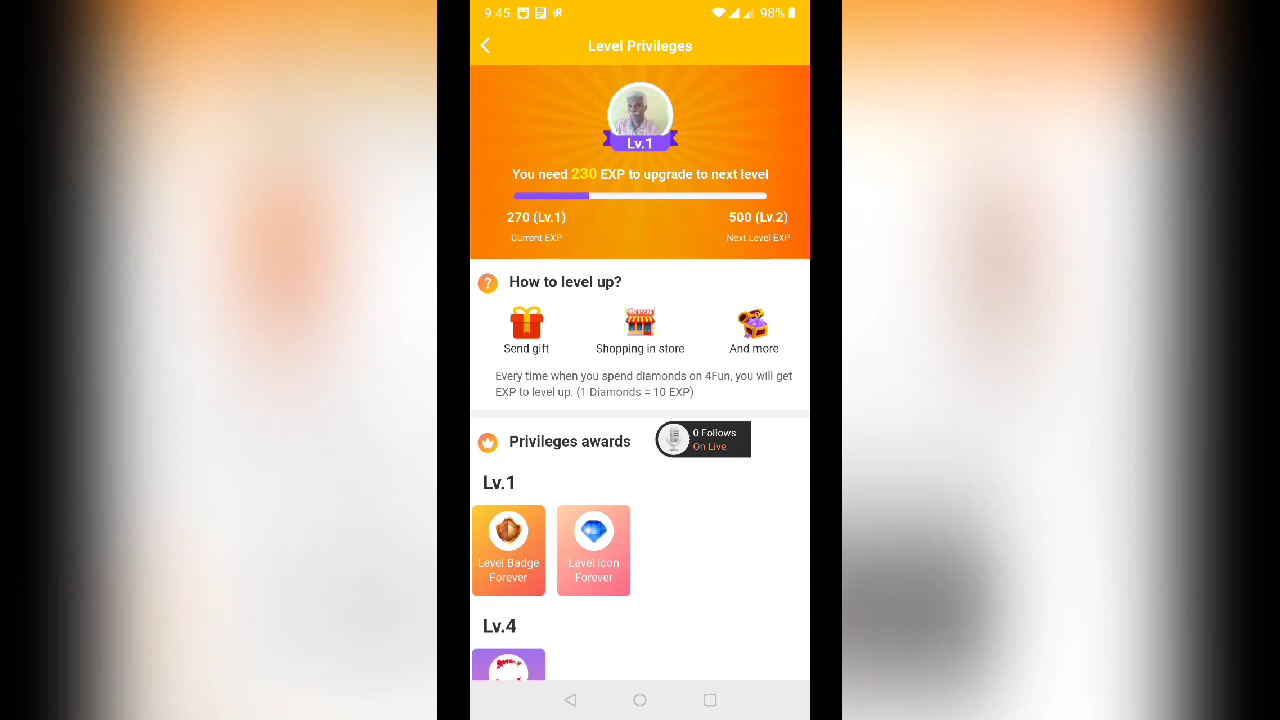 9:45
98%
Level Privileges
Lv.1
You need 230 EXP to upgrade to next level
270 (Lv.1)
500 (Lv.2)
Current EXP
Next Level EXP
? How to level up?
Send gift
Shopping in store
And more
Every time when you spend diamonds on 4Fun, you will get
EXP to level up. (1 Diamonds = 10 EXP)
Privileges awards
0 Follows
On Live
Lv.1
Level Badge
Forever
Level Icon
Forever
Lv.4